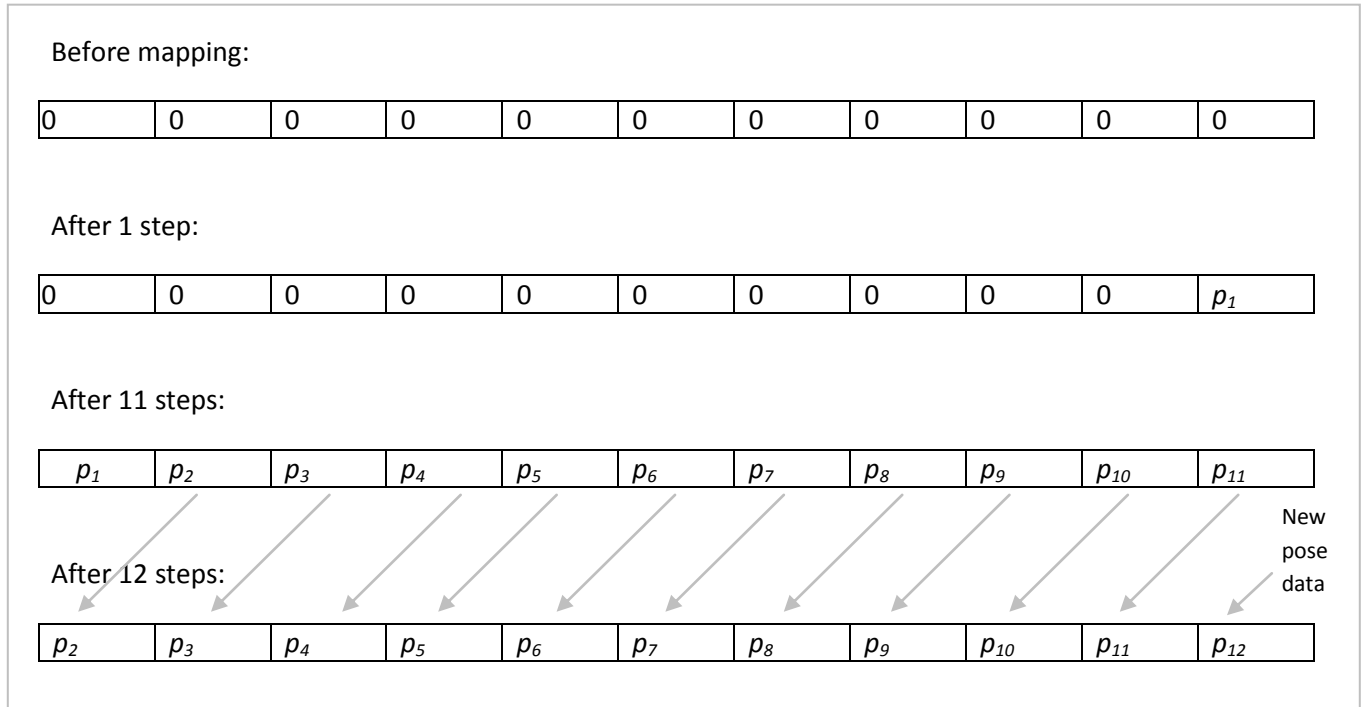 Before mapping:
0 0 0 0 0 0 0 0 0 0 0
After 1 step:
0 0 0 0 0 0 0 0 0 0 p₁
After 11 steps:
p₁ p₂ p₃ p₄ p₅ p₆ p₇ p₈ p₉ p₁₀ p₁₁
New
pose
data
After 12 steps:
p₂ p₃ p₄ p₅ p₆ p₇ p₈ p₉ p₁₀ p₁₁ p₁₂